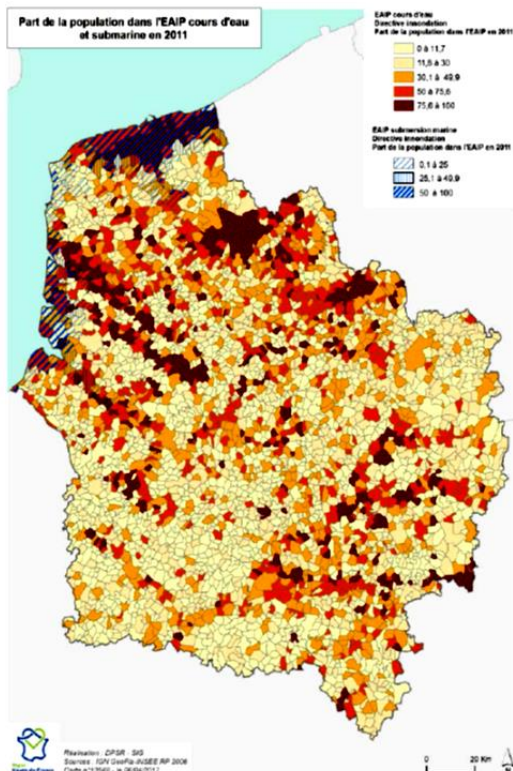 Part de la population dans l'EAIP cours d'eau
et submarine en 2011
EAIP cours d'eau
Directive innondation
Part de la population dans l'EAIP en 2011
0 à 11,7
11,8 à 30
30,1 à 49,9
50 à 75,6
75,6 à 100
EAIP submersion marine
Directive innondation
Part de la population dans l'EAIP en 2011
0,1 à 25
25,1 à 49,9
50 à 100
Réalisation : DPSR - SIG
Sources : IGN GeoFla-INSEE RP 2008
0 20 Km
N